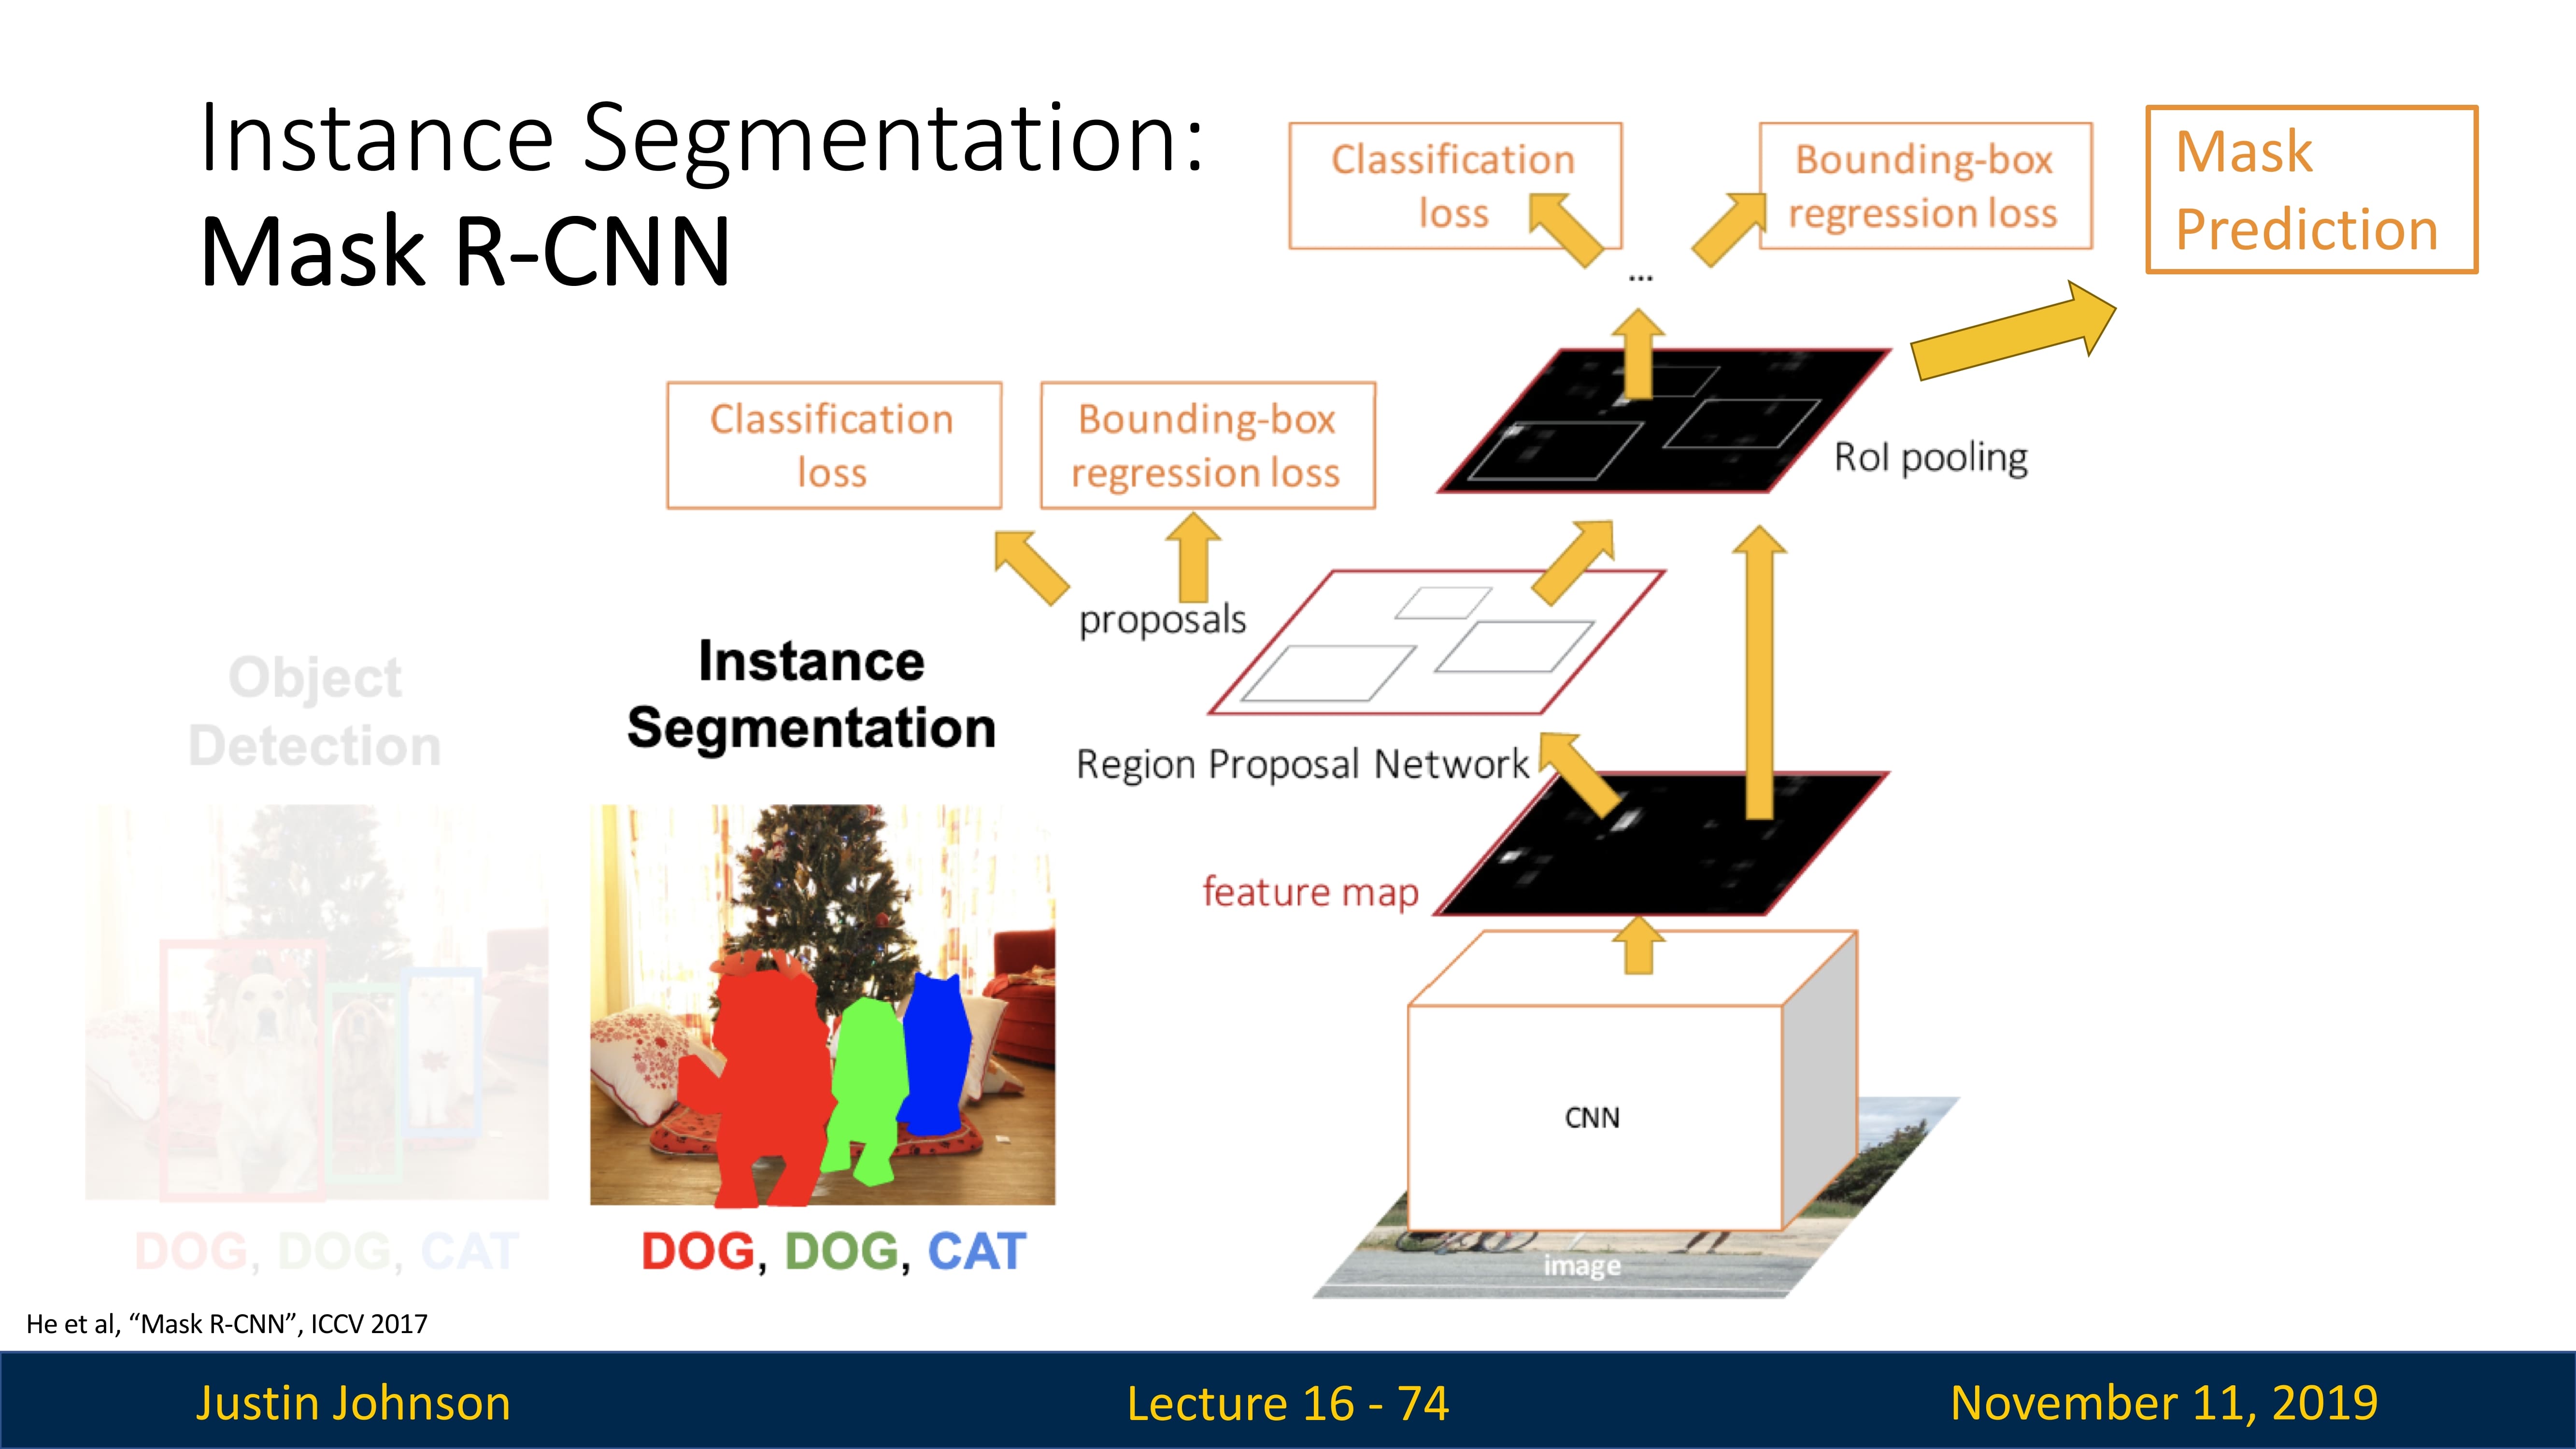 Instance Segmentation:
Mask R-CNN
Classification
loss
Bounding-box
regression loss
Mask
Prediction
...
Classification
loss
Bounding-box
regression loss
RoI pooling
proposals
Region Proposal Network
feature map
CNN
image
Object
Detection
DOG, DOG, CAT
Instance
Segmentation
DOG, DOG, CAT
He et al, “Mask R-CNN”, ICCV 2017
Justin Johnson
Lecture 16 - 74
November 11, 2019